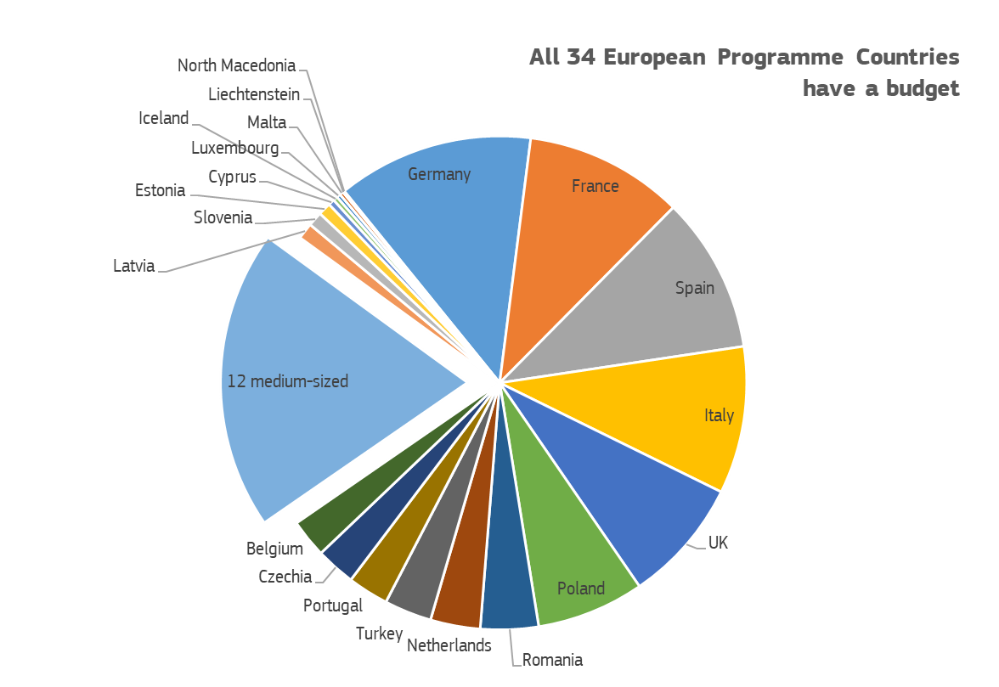 All 34 European Programme Countries
have a budget
North Macedonia
Liechtenstein
Iceland
Malta
Luxembourg
Cyprus
Estonia
Slovenia
Latvia
Germany
France
Spain
12 medium-sized
Italy
UK
Belgium
Czechia
Poland
Portugal
Turkey
Netherlands
Romania